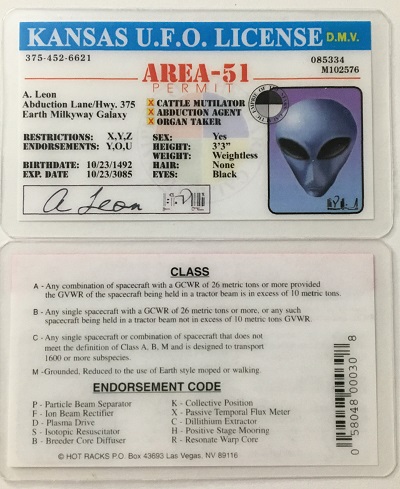 KANSAS U.F.O. LICENSE D.M.V.
375-452-6621
085334
M102576
AREA-51
PERMIT
A. Leon
Abduction Lane/Hwy. 375
Earth Milkyway Galaxy
X CATTLE MUTILATOR
X ABDUCTION AGENT
X ORGAN TAKER
RESTRICTIONS: X,Y,Z
ENDORSEMENTS: Y,O,U
BIRTHDATE: 10/23/1492
EXP. DATE 10/23/3085
SEX: Yes
HEIGHT: 3'3"
WEIGHT: Weightless
HAIR: None
EYES: Black
A Leon
CLASS
A - Any combination of spacecraft with a GCWR of 26 metric tons or more provided
the GVWR of the spacecraft being held in a tractor beam is in excess of 10 metric tons.
B - Any single spacecraft with a GCWR of 26 metric tons or more, or any such
spacecraft being held in a tractor beam not in excess of 10 metric tons GVWR.
C - Any single spacecraft or combination of spacecraft that does not
meet the definition of Class A, B, M and is designed to transport
1600 or more subspecies.
M -Grounded, Reduced to the use of Earth style moped or walking.
ENDORSEMENT CODE
P - Particle Beam Separator
F - Ion Beam Rectifier
D - Plasma Drive
S - Isotopic Resuscitator
B - Breeder Core Diffuser
K - Collective Position
X - Passive Temporal Flux Meter
C - Dillithium Extractor
H - Positive Stage Mooring
R - Resonate Warp Core
© HOT RACKS P.O. Box 43693 Las Vegas, NV 89116
0 58048 00030 8